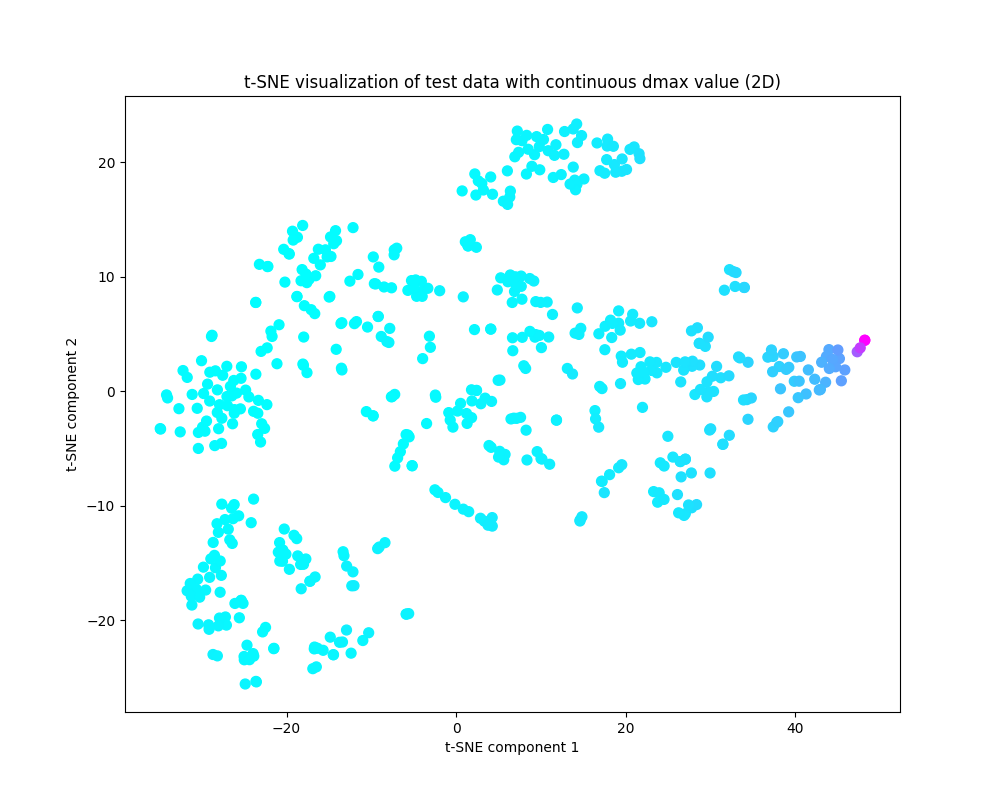 t-SNE visualization of test data with continuous dmax value (2D)
20
10
0
−10
−20
t-SNE component 2
−20 0 20 40
t-SNE component 1